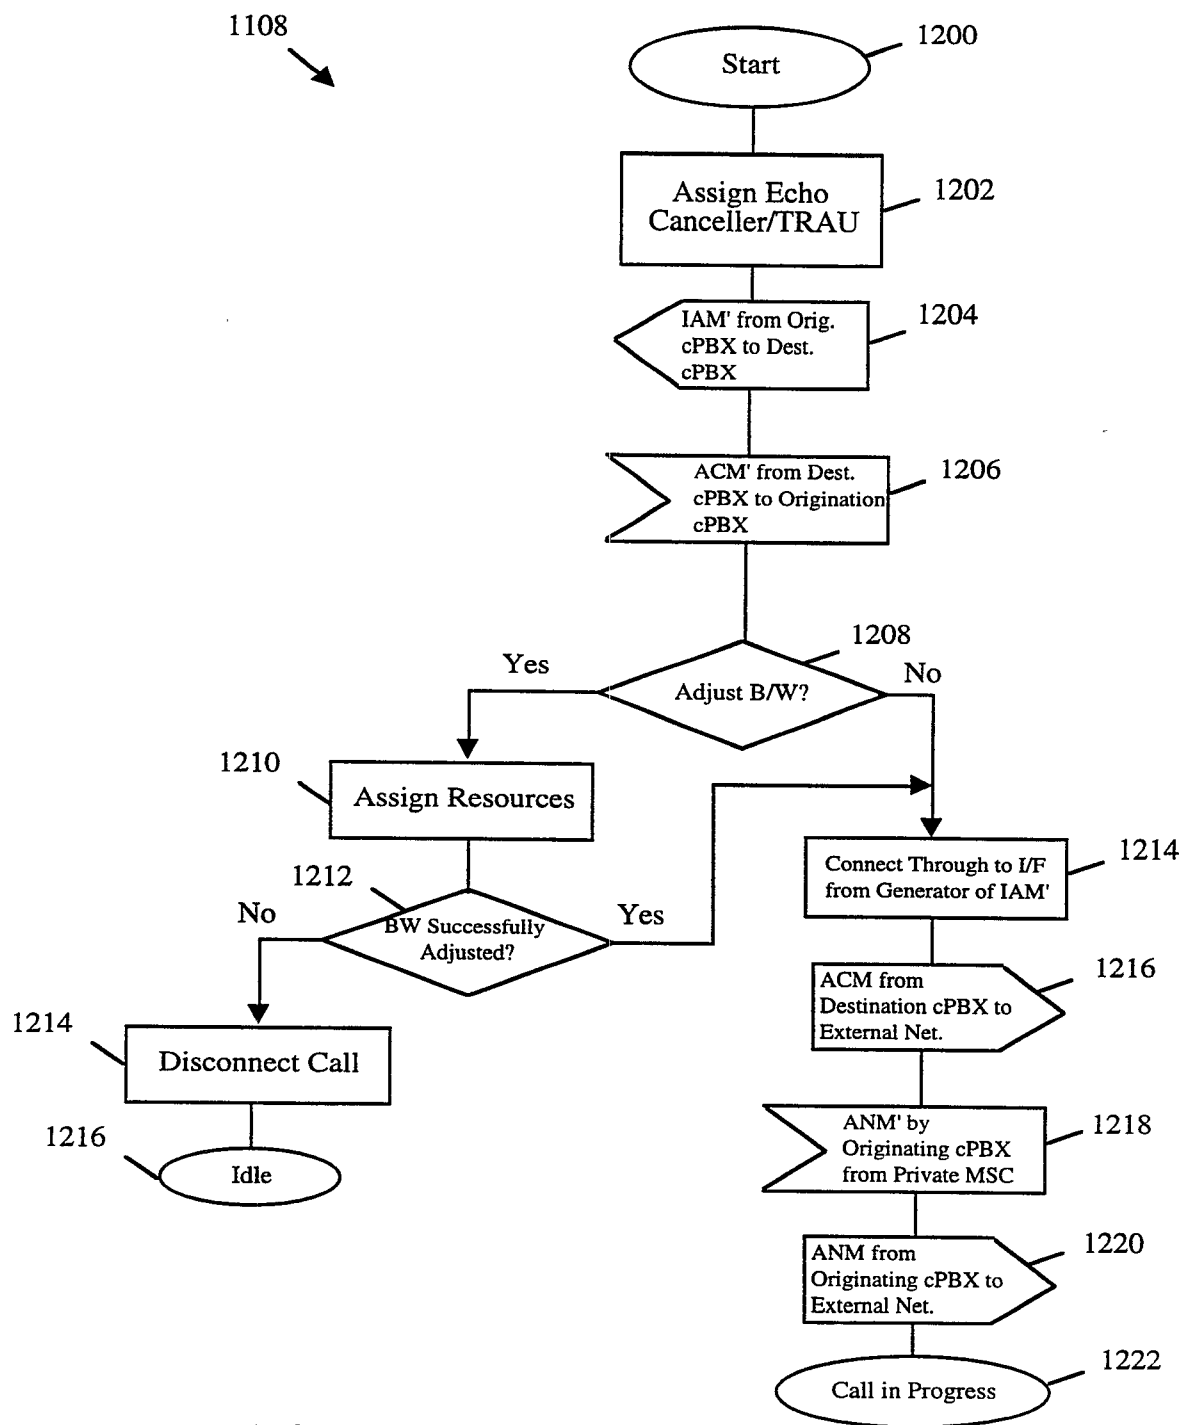 1108
1200
Start
1202
Assign Echo
Canceller/TRAU
1204
IAM' from Orig.
cPBX to Dest.
cPBX
1206
ACM' from Dest.
cPBX to Origination
cPBX
1208
Yes
No
Adjust B/W?
1210
Assign Resources
1212
No
Yes
BW Successfully
Adjusted?
1214
Connect Through to I/F
from Generator of IAM'
1216
ACM from
Destination cPBX to
External Net.
1214
Disconnect Call
1216
Idle
1218
ANM' by
Originating cPBX
from Private MSC
1220
ANM from
Originating cPBX to
External Net.
1222
Call in Progress